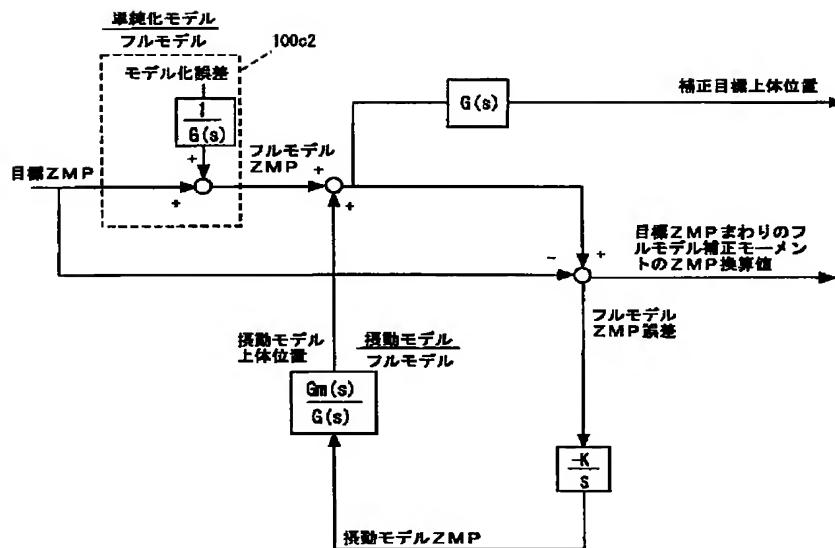 単純化モデル
フルモデル
100c2
モデル化誤差
1
G(s)
+
目標ZMP
+
フルモデル
ZMP
+
+
G(s)
補正目標上体位置
-
+
目標ZMPまわりのフ
ルモデル補正モーメン
トのZMP換算値
フルモデル
ZMP誤差
摂動モデル
上体位置
摂動モデル
フルモデル
Gm(s)
G(s)
-K
S
摂動モデルZMP